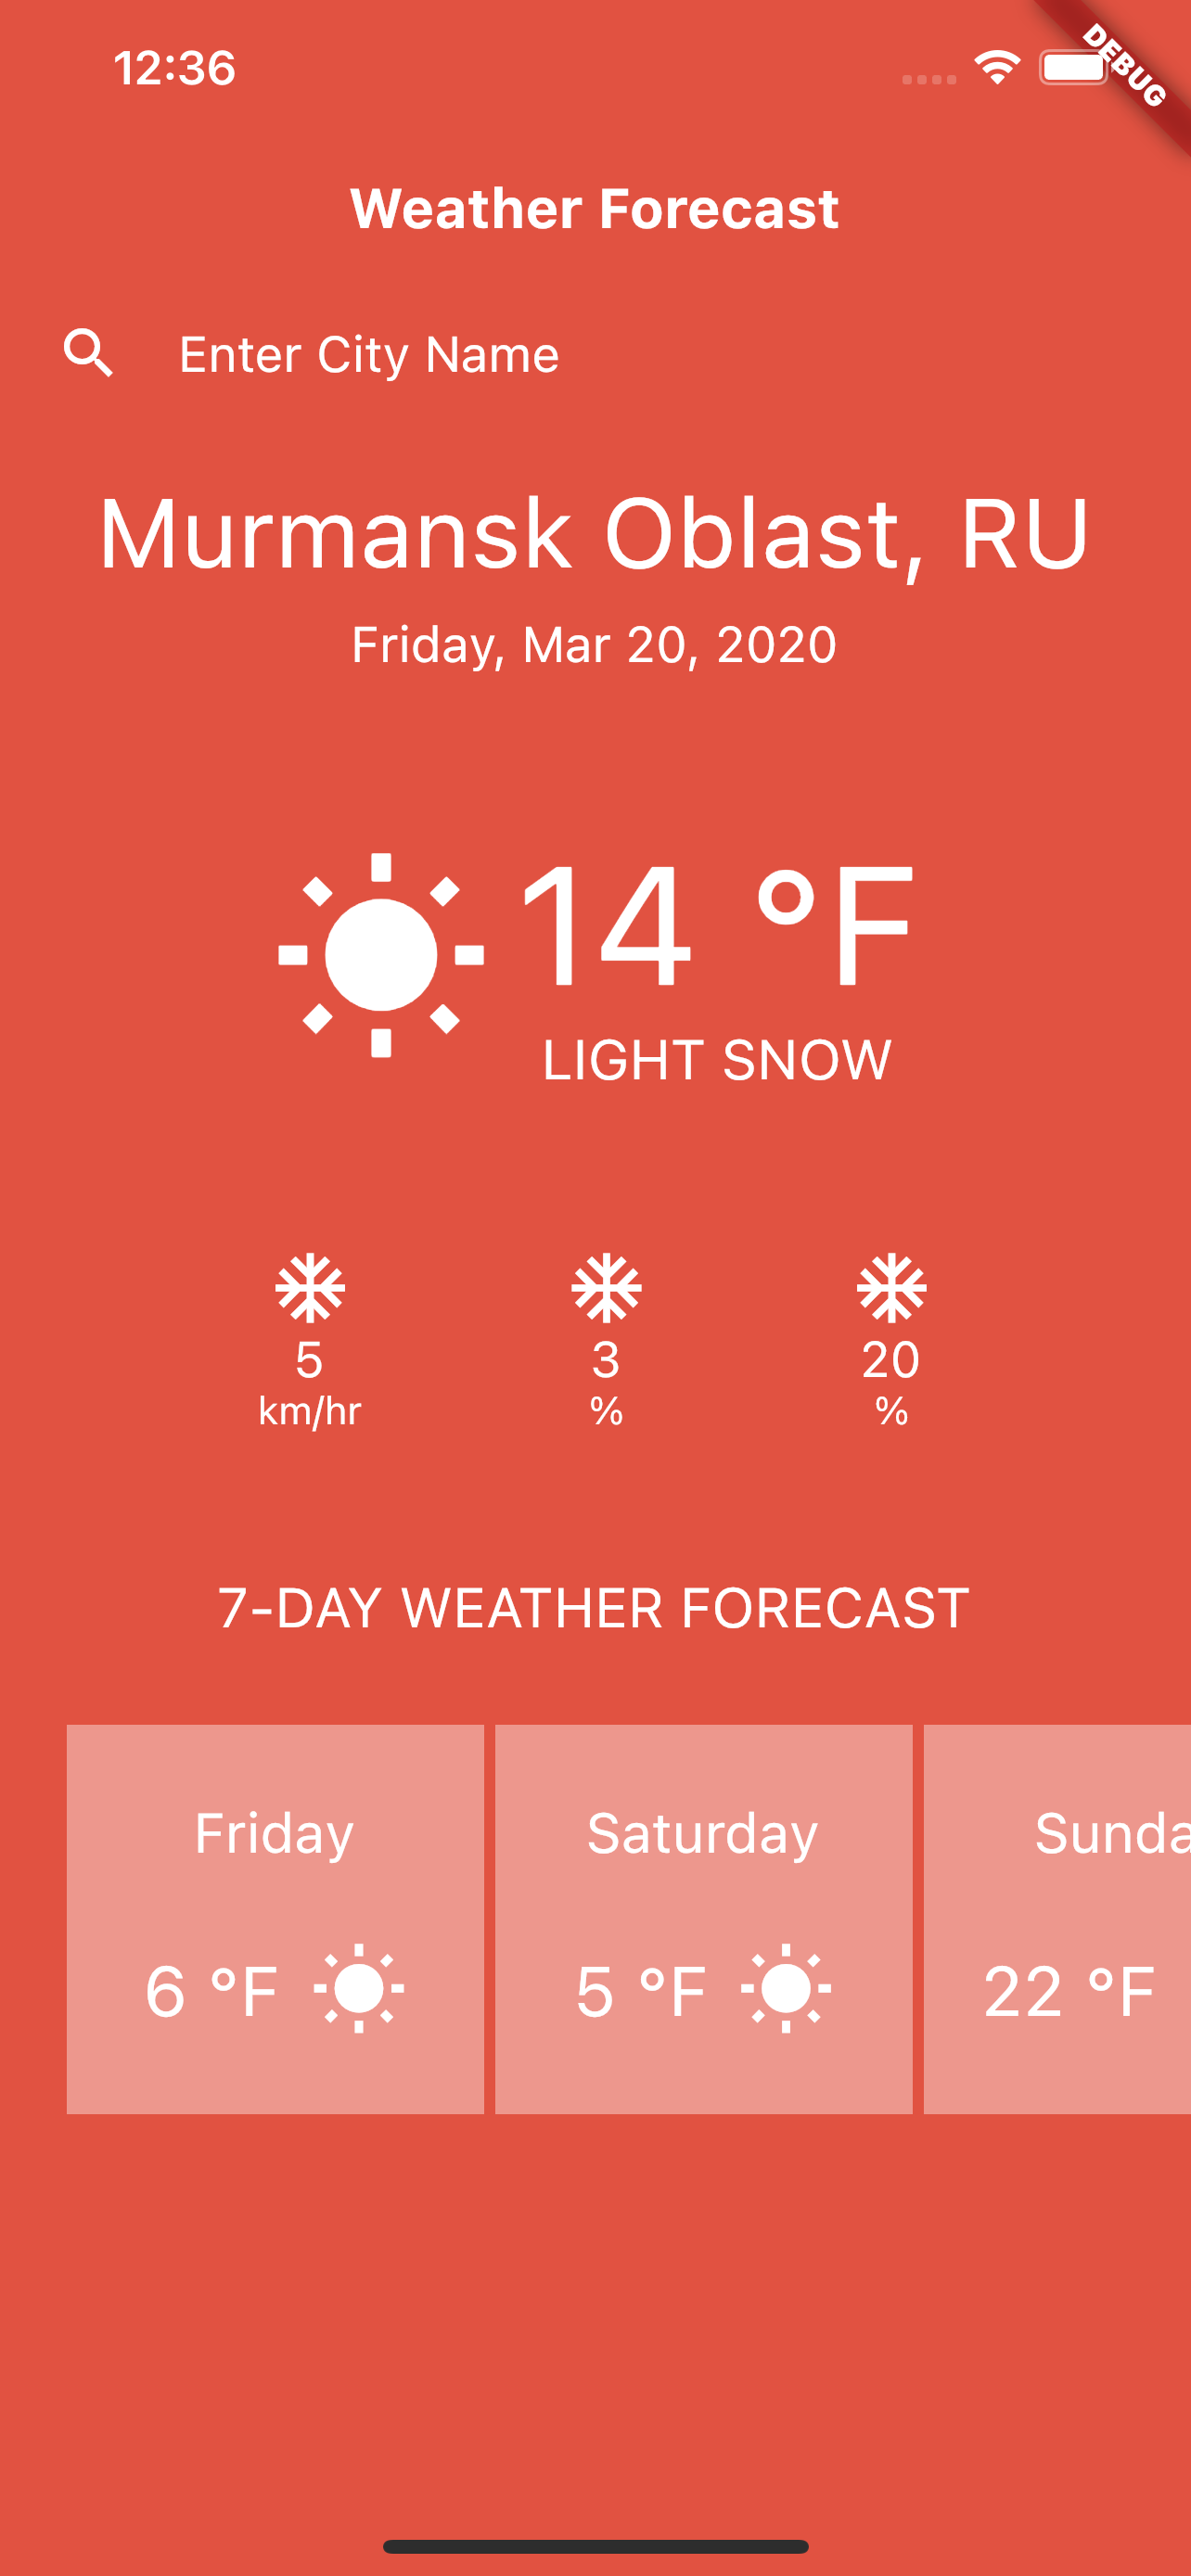 12:36
DEBUG
Weather Forecast
Enter City Name
Murmansk Oblast, RU
Friday, Mar 20, 2020
14 °F
LIGHT SNOW
5 3 20
km/hr % %
7-DAY WEATHER FORECAST
Friday Saturday Sunda
6 °F 5 °F 22 °F